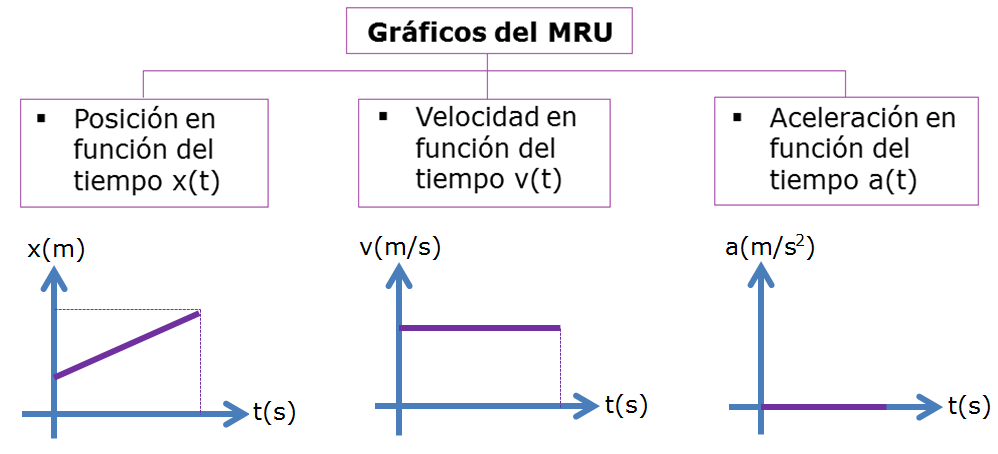 Gráficos del MRU
▪ Posición en
función del
tiempo x(t)
▪ Velocidad en
función del
tiempo v(t)
▪ Aceleración en
función del
tiempo a(t)
x(m)
t(s)
v(m/s)
t(s)
a(m/s²)
t(s)